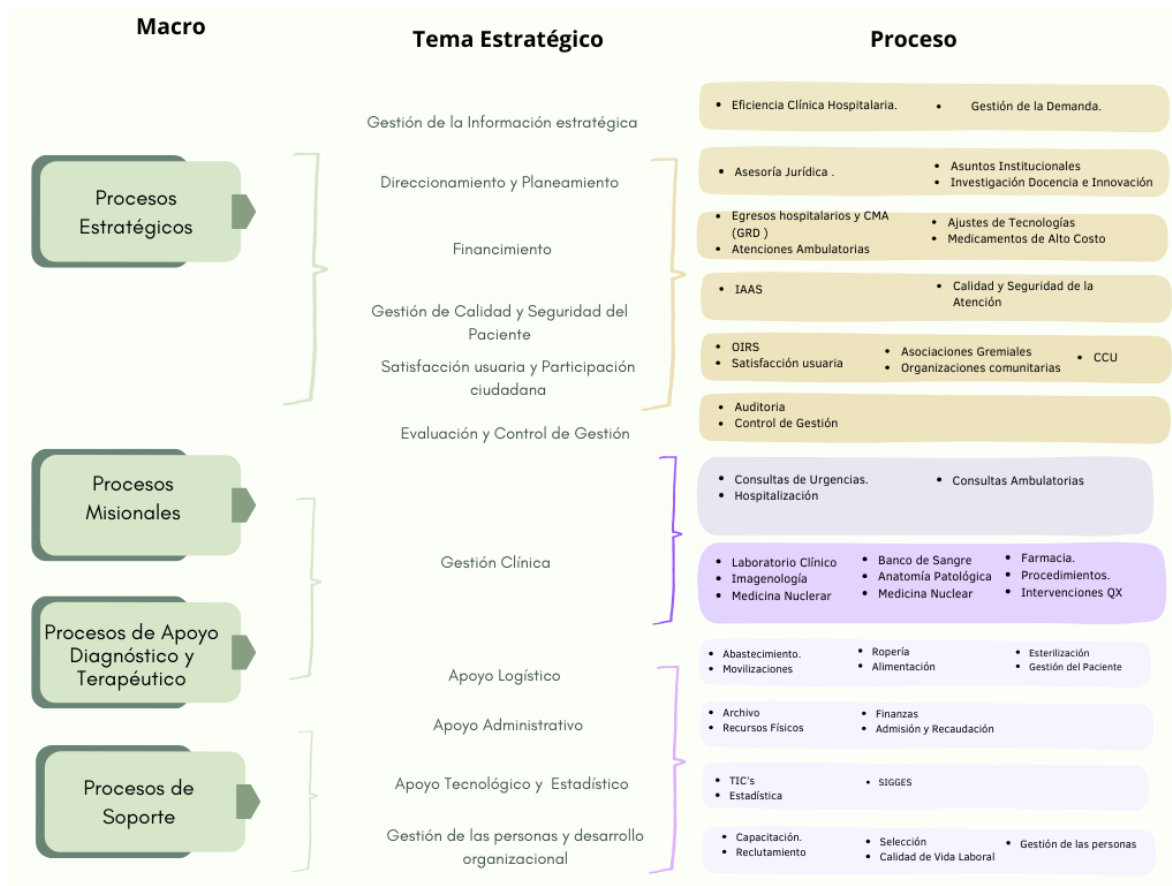 Macro
Tema Estratégico
Proceso
Procesos
Estratégicos
Gestión de la Información estratégica
Direccionamiento y Planeamiento
Financimiento
Gestión de Calidad y Seguridad del
Paciente
Satisfacción usuaria y Participación
ciudadana
Evaluación y Control de Gestión
• Eficiencia Clínica Hospitalaria.
• Gestión de la Demanda.
• Asesoría Jurídica .
• Asuntos Institucionales
• Investigación Docencia e Innovación
• Egresos hospitalarios y CMA
(GRD )
• Atenciones Ambulatorias
• Ajustes de Tecnologías
• Medicamentos de Alto Costo
• IAAS
• Calidad y Seguridad de la
Atención
• OIRS
• Satisfacción usuaria
• Asociaciones Gremiales
• Organizaciones comunitarias
• CCU
• Auditoria
• Control de Gestión
Procesos
Misionales
Procesos de Apoyo
Diagnóstico y
Terapéutico
Gestión Clínica
• Consultas de Urgencias.
• Hospitalización
• Consultas Ambulatorias
• Laboratorio Clínico
• Imagenología
• Medicina Nuclerar
• Banco de Sangre
• Anatomía Patológica
• Medicina Nuclear
• Farmacia.
• Procedimientos.
• Intervenciones QX
Procesos de
Soporte
Apoyo Logístico
Apoyo Administrativo
Apoyo Tecnológico y Estadístico
Gestión de las personas y desarrollo
organizacional
• Abastecimiento.
• Movilizaciones
• Ropería
• Alimentación
• Esterilización
• Gestión del Paciente
• Archivo
• Recursos Físicos
• Finanzas
• Admisión y Recaudación
• TIC's
• Estadística
• SIGGES
• Capacitación.
• Reclutamiento
• Selección
• Calidad de Vida Laboral
• Gestión de las personas